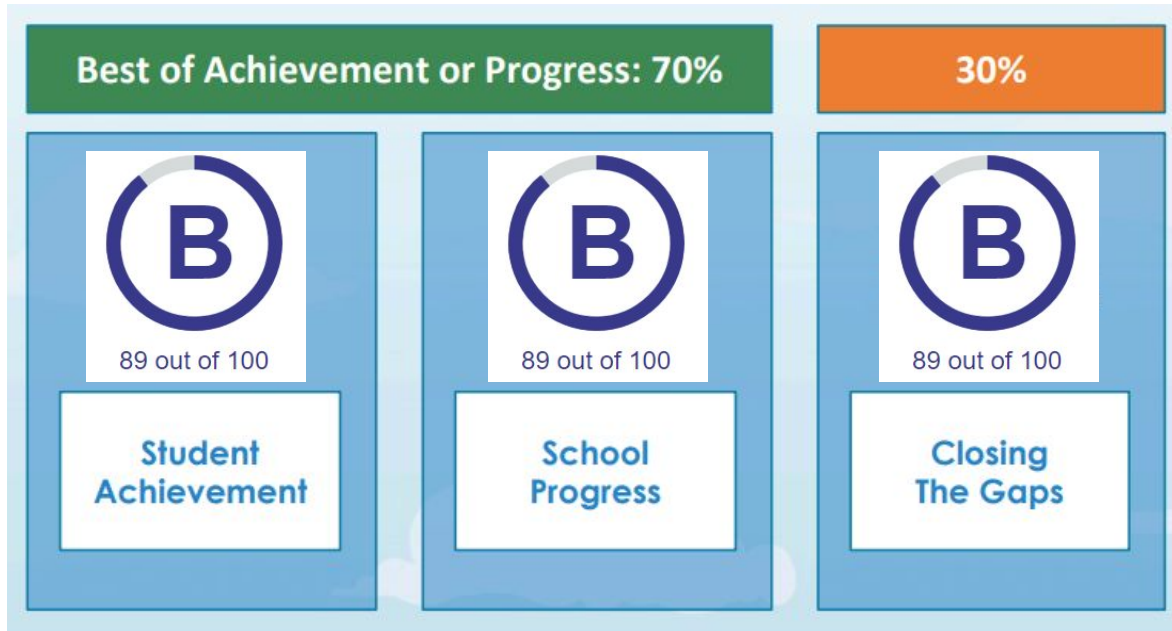 Best of Achievement or Progress: 70%
30%
B
89 out of 100
Student
Achievement
B
89 out of 100
School
Progress
B
89 out of 100
Closing
The Gaps